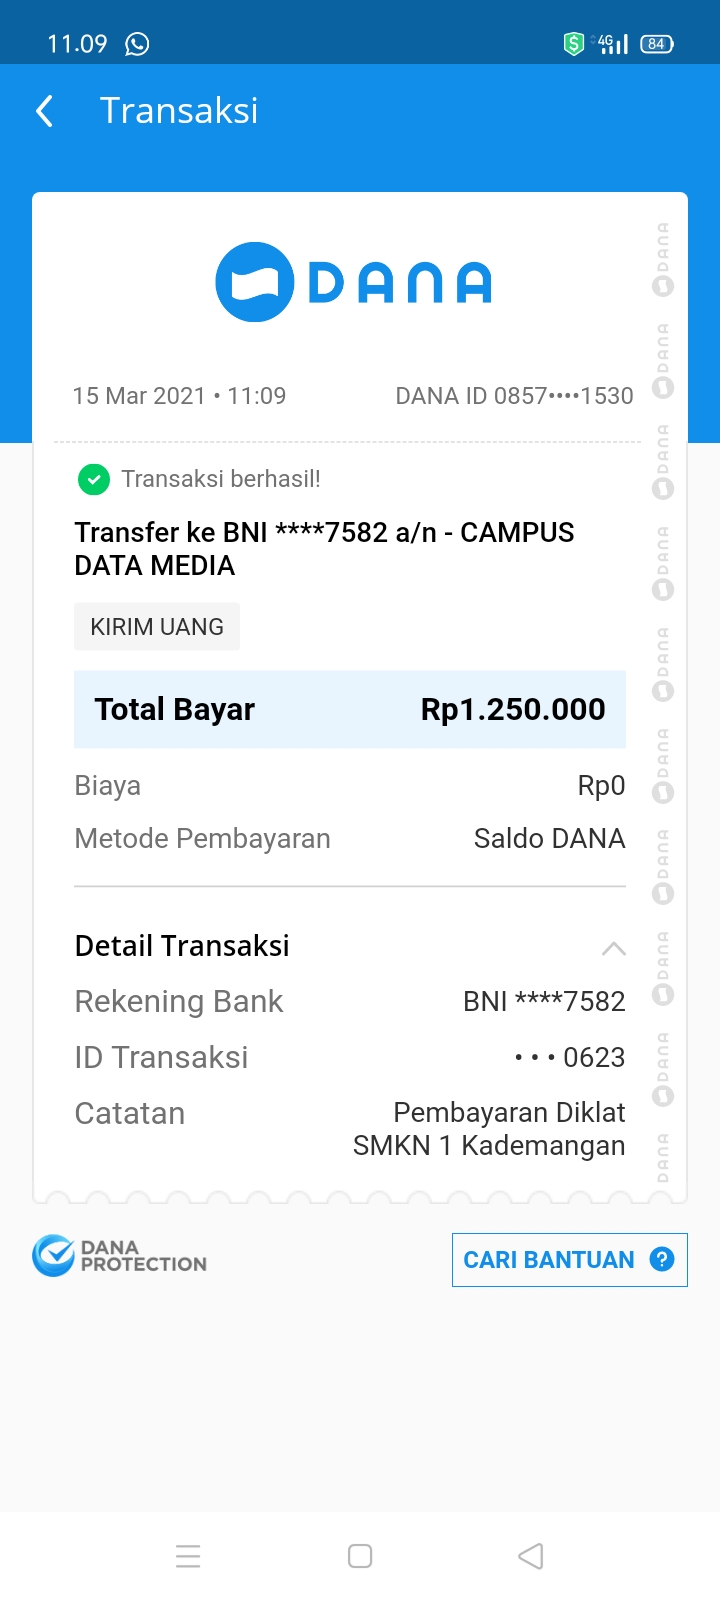 11.09
4G
84
Transaksi
DANA
15 Mar 2021 • 11:09
DANA ID 0857••••1530
Transaksi berhasil!
Transfer ke BNI ****7582 a/n - CAMPUS
DATA MEDIA
KIRIM UANG
Total Bayar
Rp1.250.000
Biaya
Rp0
Metode Pembayaran
Saldo DANA
Detail Transaksi
Rekening Bank
BNI ****7582
ID Transaksi
• • • 0623
Catatan
Pembayaran Diklat
SMKN 1 Kademangan
DANA
DANA
DANA
DANA
DANA
DANA
DANA
DANA
DANA
DANA
DANA
PROTECTION
CARI BANTUAN ?